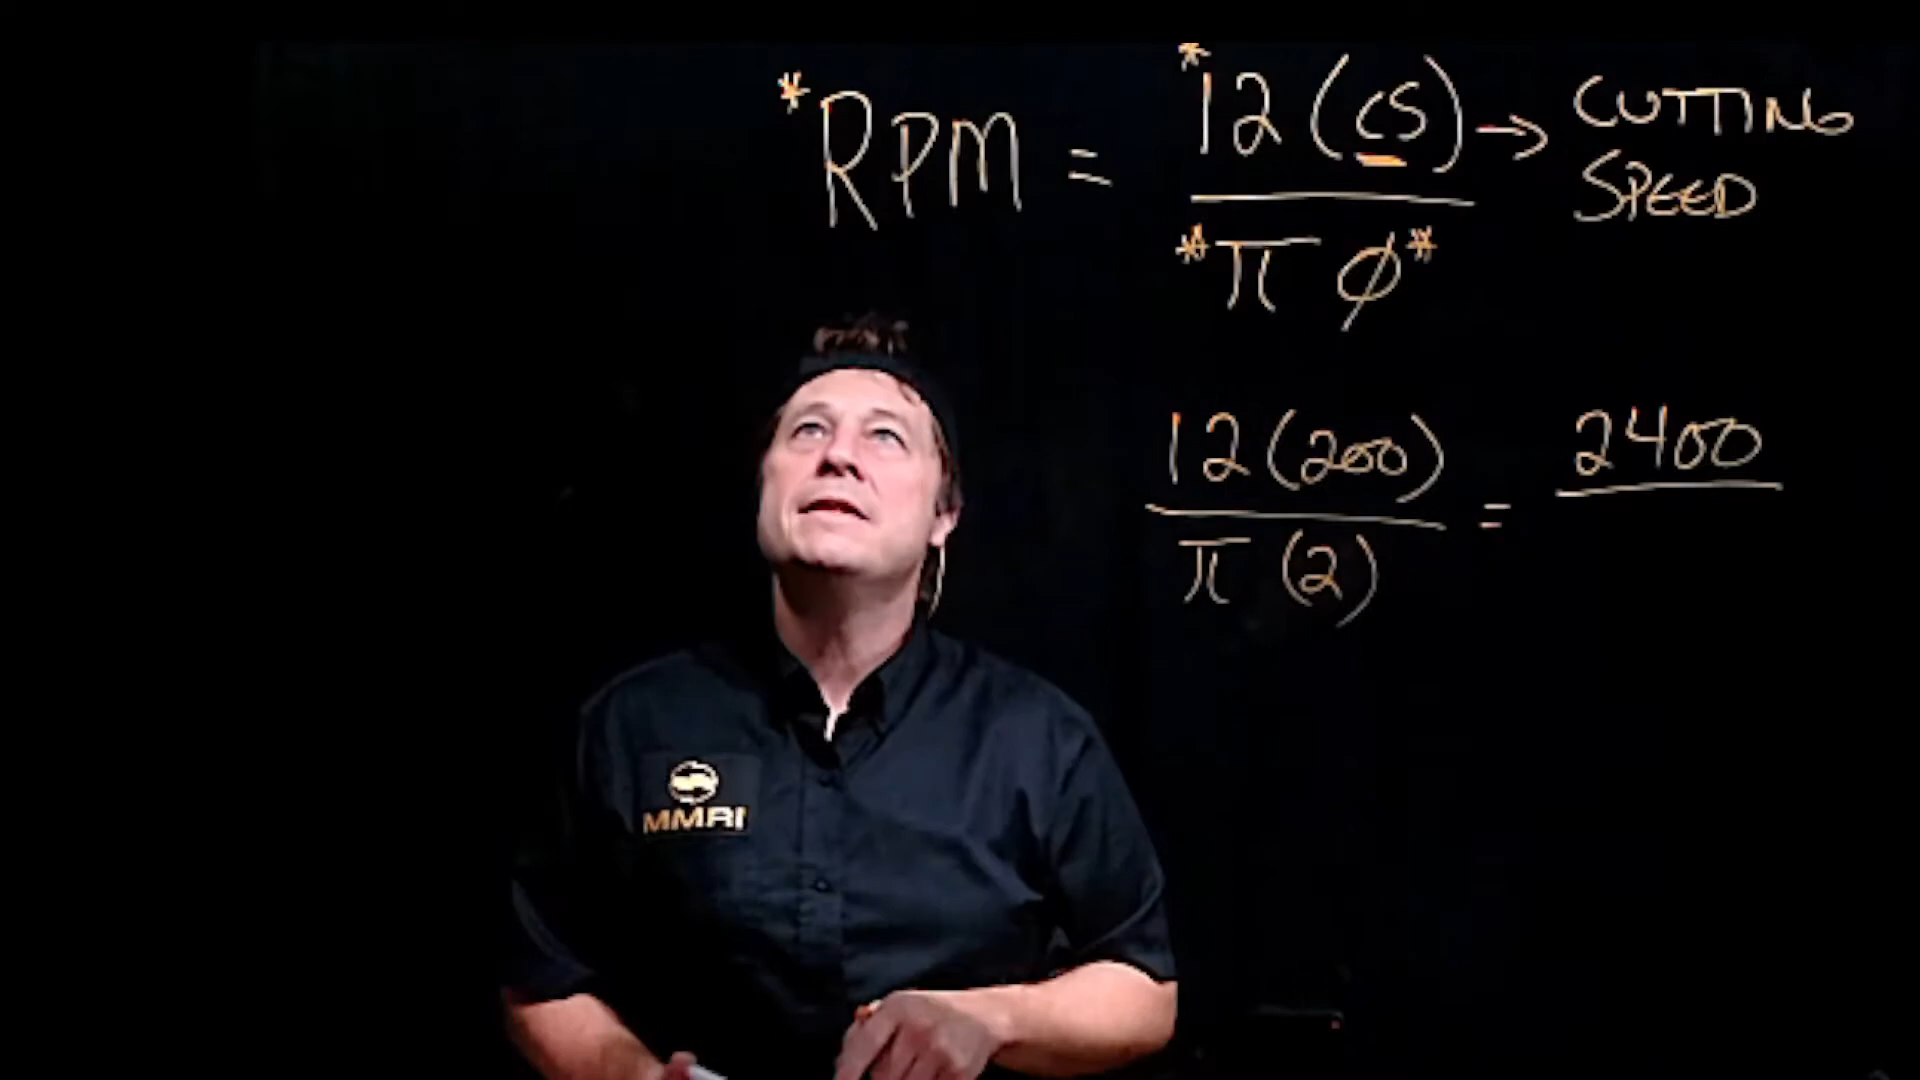 *RPM = *12 (CS) → CUTTING SPEED
*π ϕ*
12 (200) = 2400
π (2)
MMRI